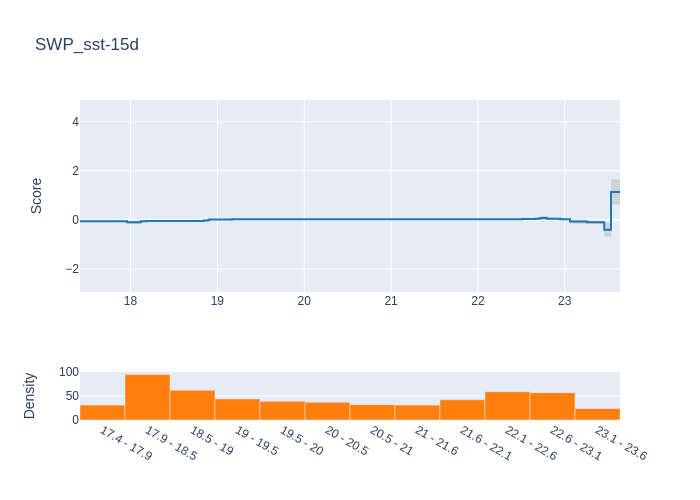 SWP_sst-15d
Score
4
2
0
−2
18 19 20 21 22 23
Density
100
50
0
17.4 - 17.9
17.9 - 18.5
18.5 - 19
19 - 19.5
19.5 - 20
20 - 20.5
20.5 - 21
21 - 21.6
21.6 - 22.1
22.1 - 22.6
22.6 - 23.1
23.1 - 23.6